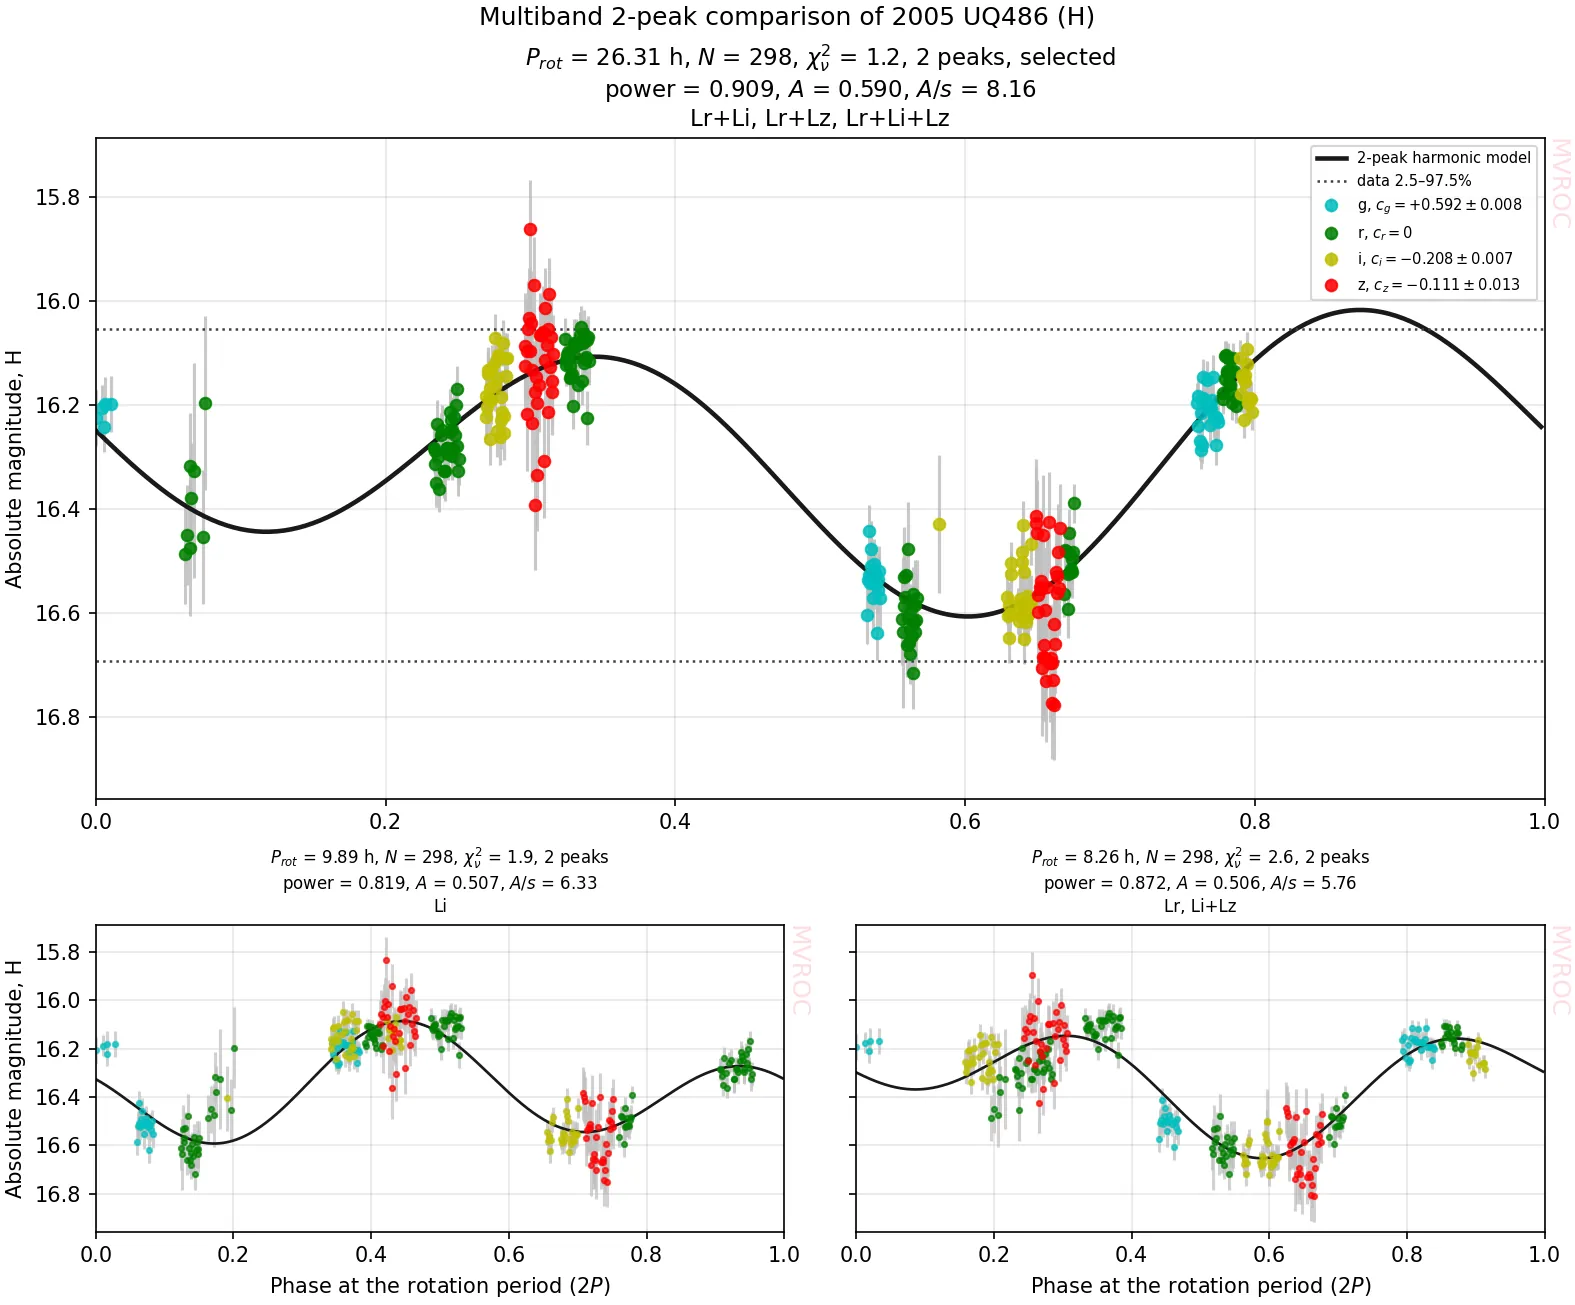 Multiband 2-peak comparison of 2005 UQ486 (H)
P_rot = 26.31 h, N = 298, χ²_ν = 1.2, 2 peaks, selected
power = 0.909, A = 0.590, A/s = 8.16
Lr+Li, Lr+Lz, Lr+Li+Lz
MVROC
2-peak harmonic model
data 2.5–97.5%
g, c_g = +0.592 ± 0.008
r, c_r = 0
i, c_i = −0.208 ± 0.007
z, c_z = −0.111 ± 0.013
Absolute magnitude, H
15.8
16.0
16.2
16.4
16.6
16.8
0.0 0.2 0.4 0.6 0.8 1.0
P_rot = 9.89 h, N = 298, χ²_ν = 1.9, 2 peaks
power = 0.819, A = 0.507, A/s = 6.33
Li
MVROC
Absolute magnitude, H
15.8
16.0
16.2
16.4
16.6
16.8
0.0 0.2 0.4 0.6 0.8 1.0
Phase at the rotation period (2P)
P_rot = 8.26 h, N = 298, χ²_ν = 2.6, 2 peaks
power = 0.872, A = 0.506, A/s = 5.76
Lr, Li+Lz
MVROC
0.0 0.2 0.4 0.6 0.8 1.0
Phase at the rotation period (2P)